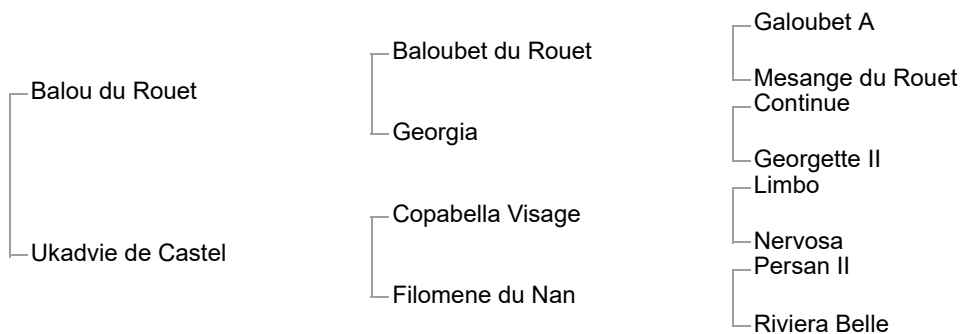 Galoubet A
Baloubet du Rouet
Mesange du Rouet
Balou du Rouet
Continue
Georgia
Georgette II
Limbo
Copabella Visage
Nervosa
Ukadvie de Castel
Persan II
Filomene du Nan
Riviera Belle